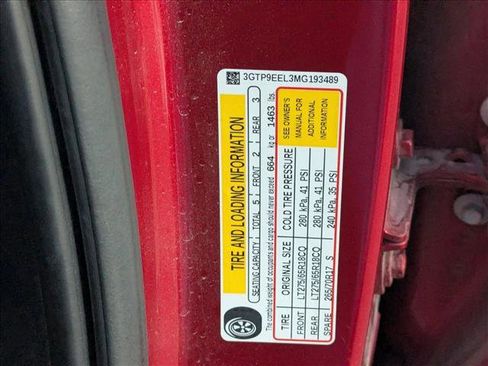 3GTP9EEL3MG193489
TIRE AND LOADING INFORMATION
SEATING CAPACITY TOTAL 5 FRONT 2 REAR 3
The combined weight of occupants and cargo should never exceed 664 kg or 1463 lbs.
TIRE ORIGINAL SIZE COLD TIRE PRESSURE
FRONT LT275/65R18CO 280 kPa, 41 PSI
REAR LT275/65R18CO 280 kPa, 41 PSI
SPARE 265/70R17 S 240 kPa, 35 PSI
SEE OWNER'S
MANUAL FOR
ADDITIONAL
INFORMATION